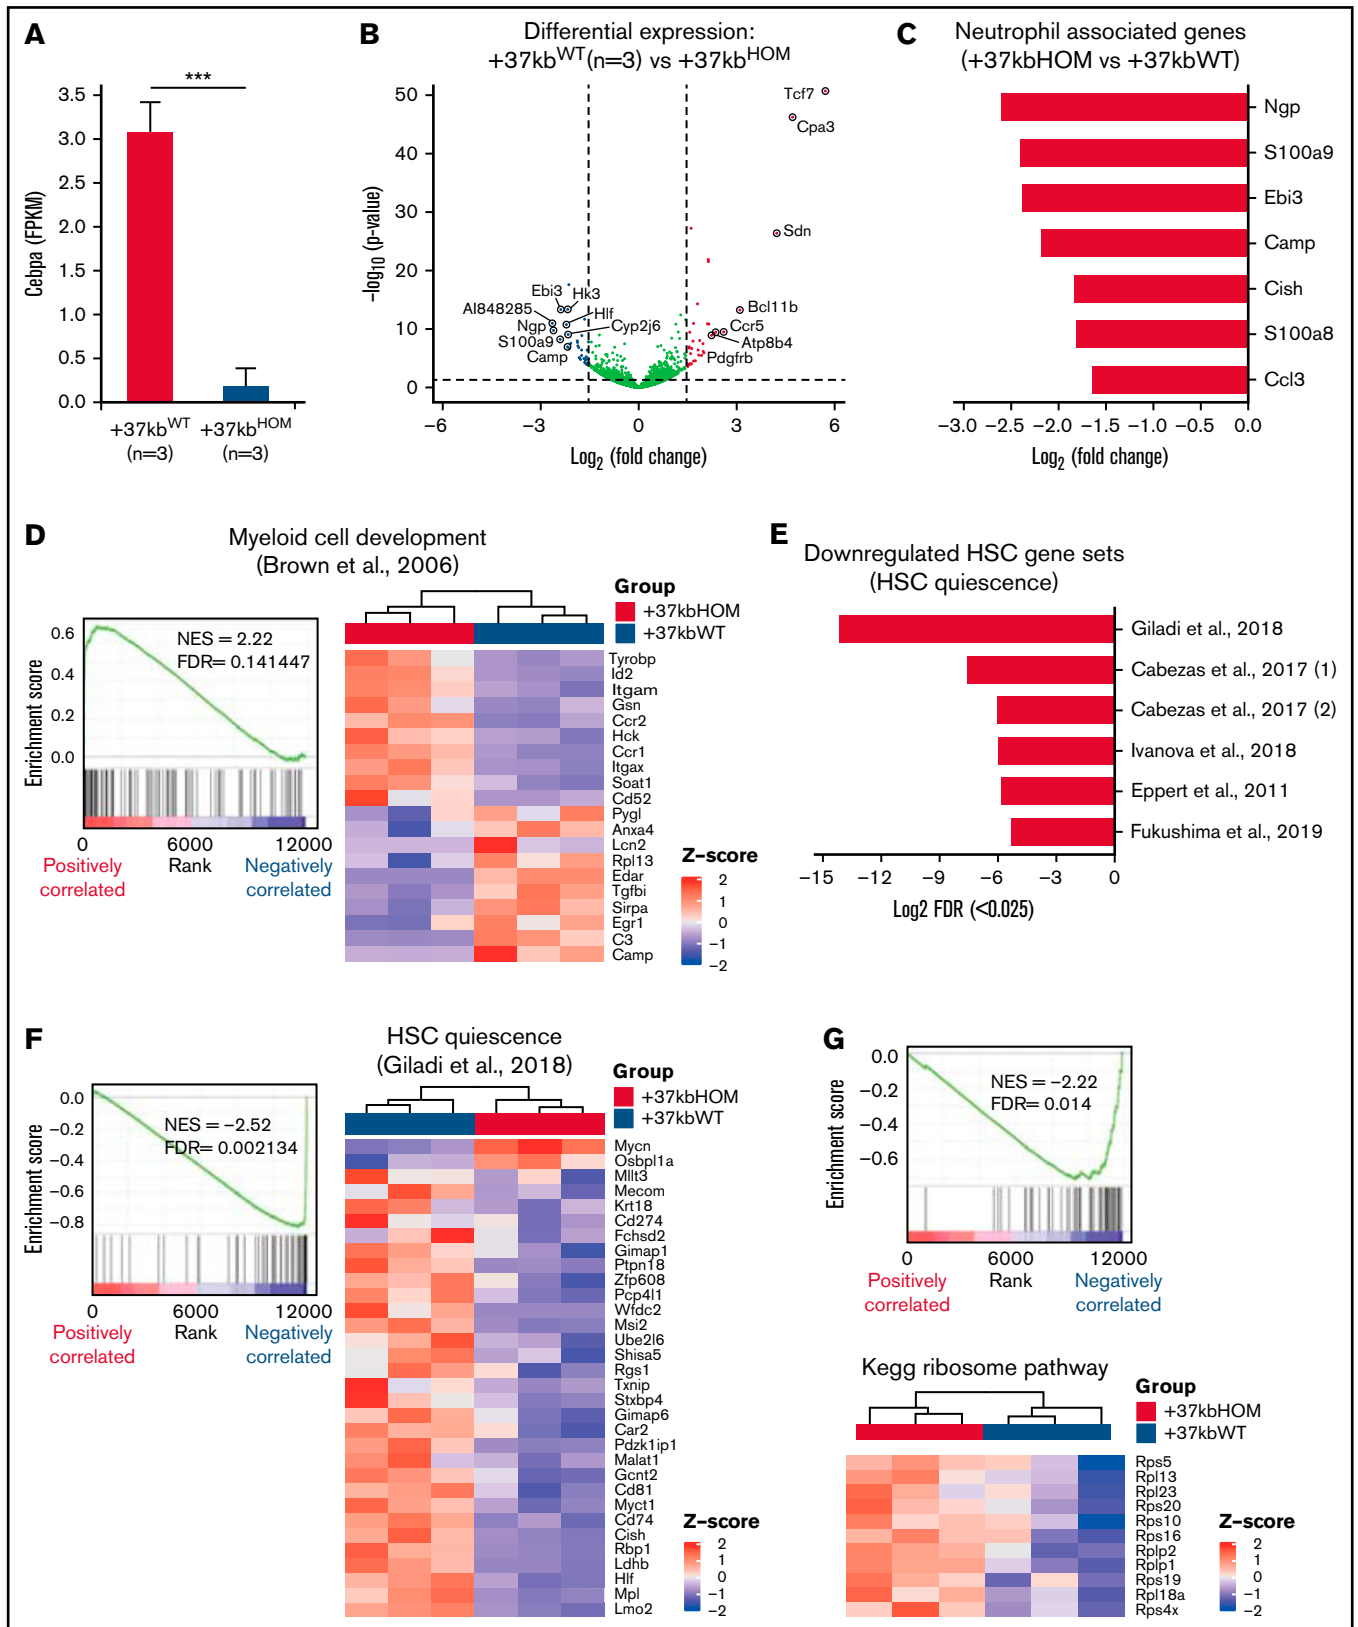 A
***
Cebpa (FPKM)
3.5
3.0
2.5
2.0
1.5
1.0
0.5
0.0
+37kbWT
(n=3)
+37kbHOM
(n=3)
B
Differential expression:
+37kbWT(n=3) vs +37kbHOM
−log10 (p-value)
50
40
30
20
10
0
Tcf7
Cpa3
Sdn
Bcl11b
Ccr5
Atp8b4
Pdgfrb
Ebi3
Hk3
AI848285
Hlf
Ngp
Cyp2j6
S100a9
Camp
−6
−3
0
3
6
Log2 (fold change)
C
Neutrophil associated genes
(+37kbHOM vs +37kbWT)
Ngp
S100a9
Ebi3
Camp
Cish
S100a8
Ccl3
−3.0 −2.5 −2.0 −1.5 −1.0 −0.5 0.0
Log2 (fold change)
D
Myeloid cell development
(Brown et al., 2006)
Enrichment score
0.6
0.4
0.2
0.0
NES = 2.22
FDR= 0.141447
0
6000
12000
Positively
correlated
Rank
Negatively
correlated
Group
+37kbHOM
+37kbWT
Tyrobp
Id2
Itgam
Gsn
Ccr2
Hck
Ccr1
Itgax
Soat1
Cd52
Pygl
Anxa4
Lcn2
Rpl13
Edar
Tgfbi
Sirpa
Egr1
C3
Camp
Z–score
2
1
0
−1
−2
E
Downregulated HSC gene sets
(HSC quiescence)
Giladi et al., 2018
Cabezas et al., 2017 (1)
Cabezas et al., 2017 (2)
Ivanova et al., 2018
Eppert et al., 2011
Fukushima et al., 2019
−15 −12 −9 −6 −3 0
Log2 FDR (<0.025)
F
HSC quiescence
(Giladi et al., 2018)
Enrichment score
0.0
−0.2
−0.4
−0.6
−0.8
NES = −2.52
FDR= 0.002134
0
6000
12000
Positively
correlated
Rank
Negatively
correlated
Group
+37kbHOM
+37kbWT
Mycn
Osbpl1a
Mllt3
Mecom
Krt18
Cd274
Fchsd2
Gimap1
Ptpn18
Zfp608
Pcp4l1
Wfdc2
Msi2
Ube2l6
Shisa5
Rgs1
Txnip
Stxbp4
Gimap6
Car2
Pdzk1ip1
Malat1
Gcnt2
Cd81
Myct1
Cd74
Cish
Rbp1
Ldhb
Hlf
Mpl
Lmo2
Z–score
2
1
0
−1
−2
G
Enrichment score
0.0
−0.2
−0.4
−0.6
NES = −2.22
FDR= 0.014
0
6000
12000
Positively
correlated
Rank
Negatively
correlated
Kegg ribosome pathway
Group
+37kbHOM
+37kbWT
Rps5
Rpl13
Rpl23
Rps20
Rps10
Rps16
Rplp2
Rplp1
Rps19
Rpl18a
Rps4x
Z–score
2
1
0
−1
−2